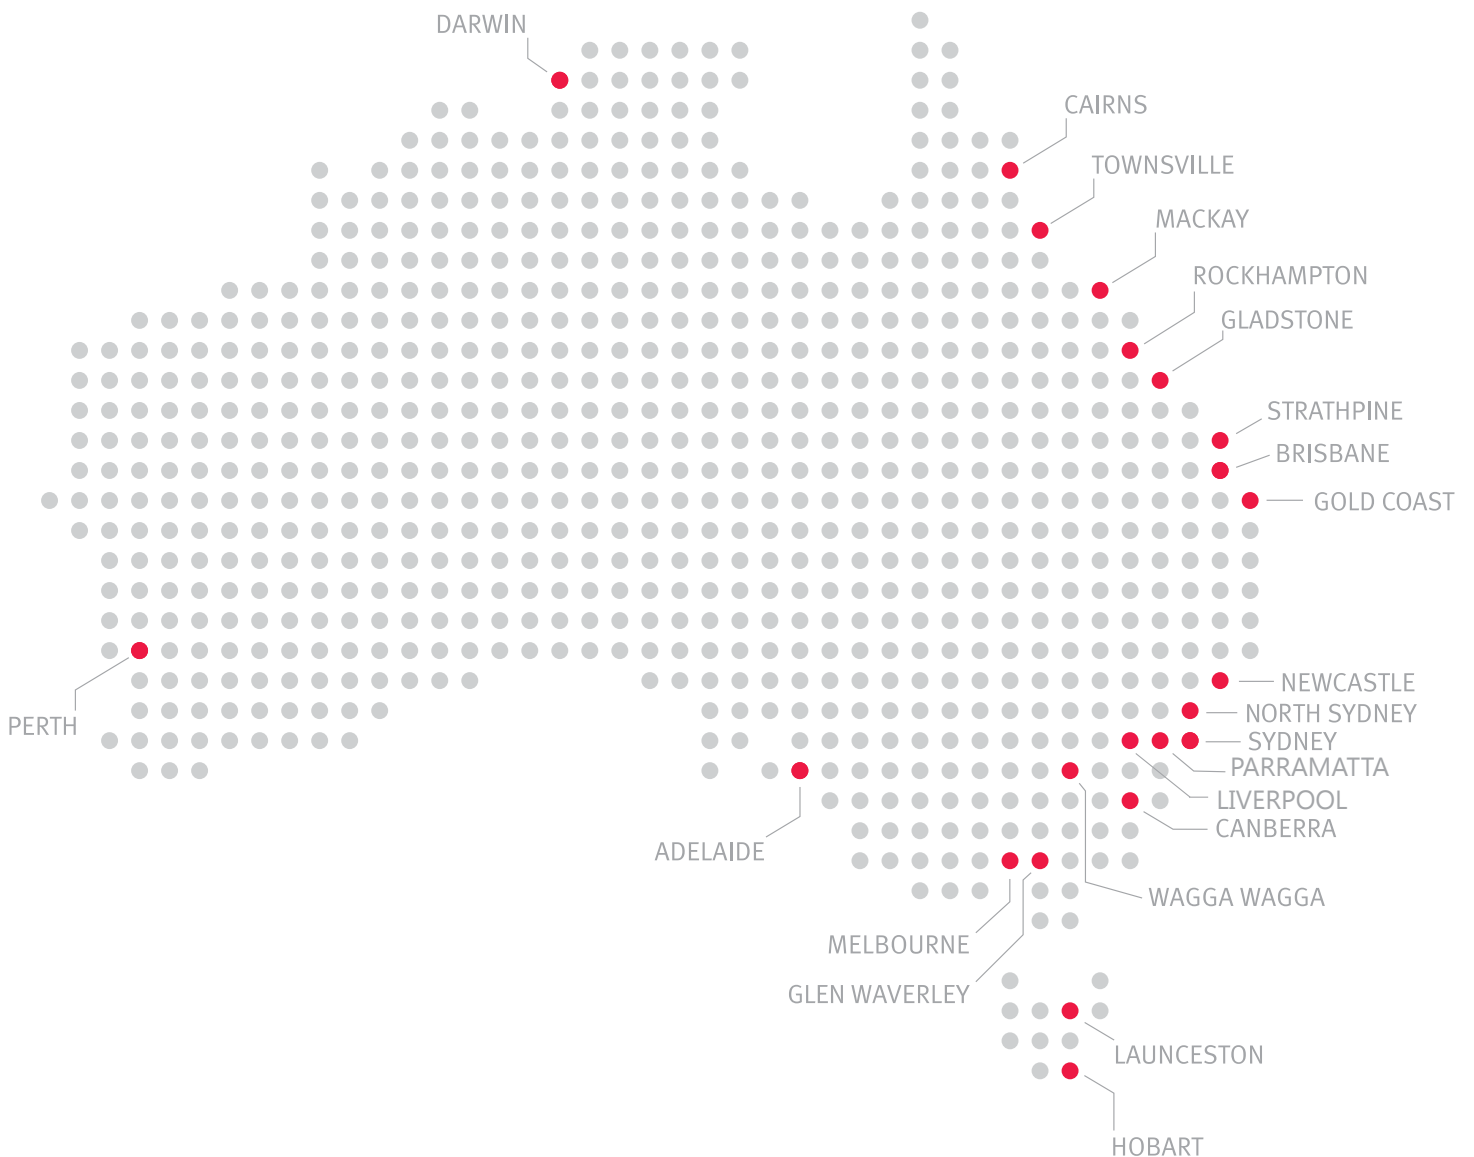 DARWIN
CAIRNS
TOWNSVILLE
MACKAY
ROCKHAMPTON
GLADSTONE
STRATHPINE
BRISBANE
GOLD COAST
NEWCASTLE
PERTH
NORTH SYDNEY
SYDNEY
PARRAMATTA
LIVERPOOL
CANBERRA
ADELAIDE
WAGGA WAGGA
MELBOURNE
GLEN WAVERLEY
LAUNCESTON
HOBART